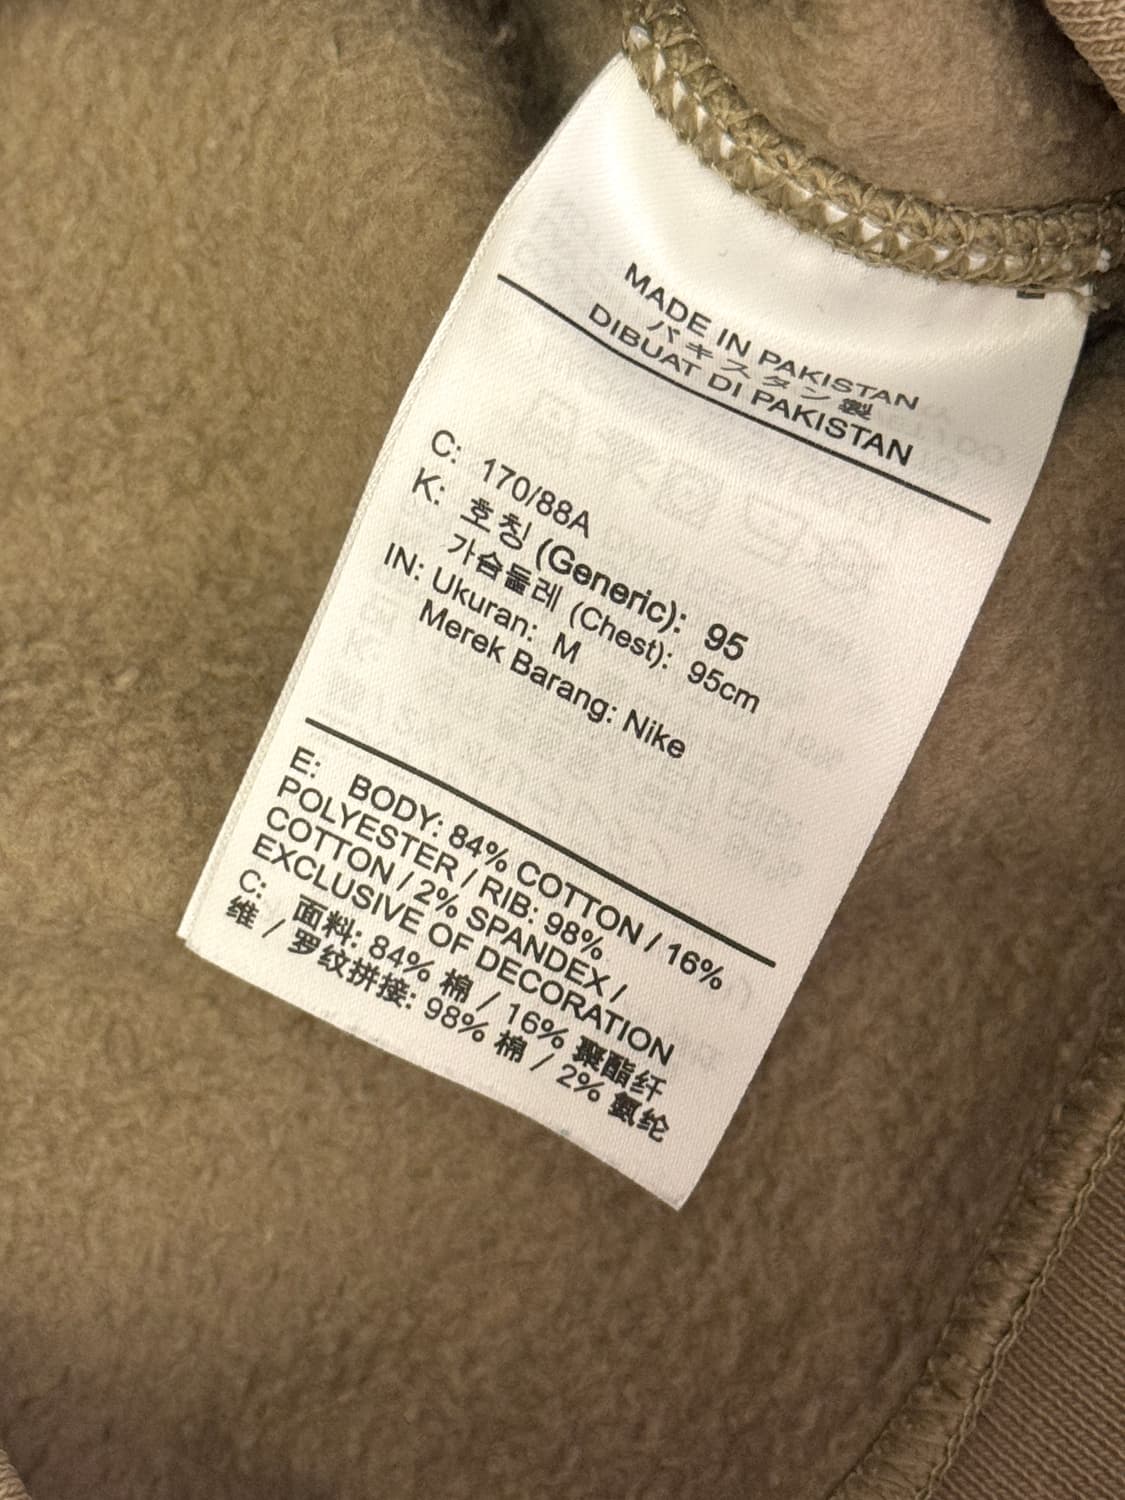 MADE IN PAKISTAN
パキスタン製
DIBUAT DI PAKISTAN
C: 170/88A
K: 호칭 (Generic): 95
가슴둘레 (Chest): 95cm
IN: Ukuran: M
Merek Barang: Nike
E: BODY: 84% COTTON / 16%
POLYESTER / RIB: 98%
COTTON / 2% SPANDEX /
EXCLUSIVE OF DECORATION
C: 面料: 84% 棉 / 16% 聚酯纤
维 / 罗纹拼接: 98% 棉 / 2% 氨纶